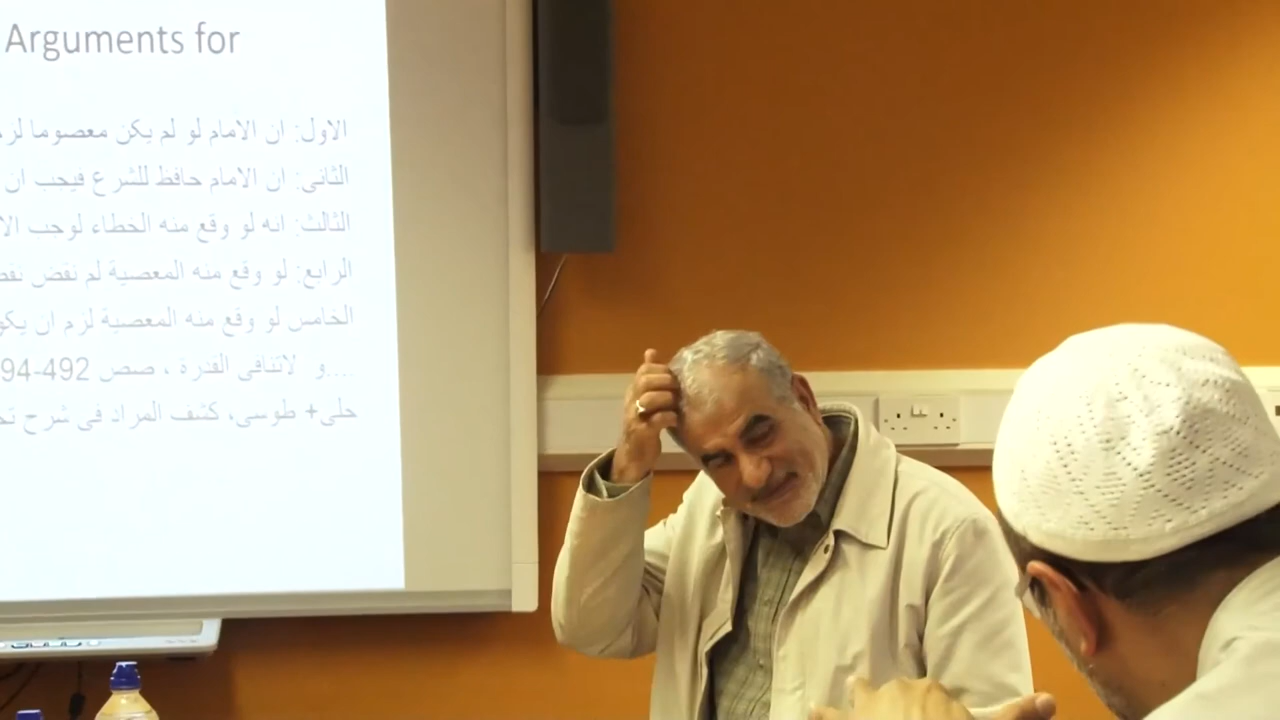 Arguments for
الاول: ان الامام لو لم يكن معصوما
الثانى: ان الامام حافظ للشرع فيجب ان
الثالث: انه لو وقع منه الخطاء لوجب
الرابع: لو وقع منه المعصية لم نقض
الخامس لو وقع منه المعصية لزم ان
....و لاتنافى القدرة ، صص 492-94
حلى+ طوسى، كشف المراد فى شرح